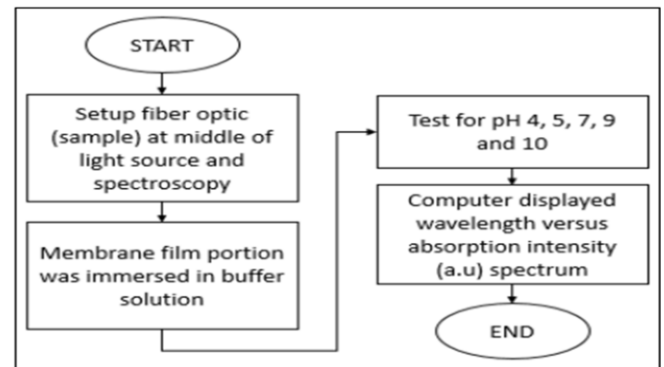 START
Setup fiber optic
(sample) at middle of
light source and
spectroscopy
Membrane film portion
was immersed in buffer
solution
Test for pH 4, 5, 7, 9
and 10
Computer displayed
wavelength versus
absorption intensity
(a.u) spectrum
END